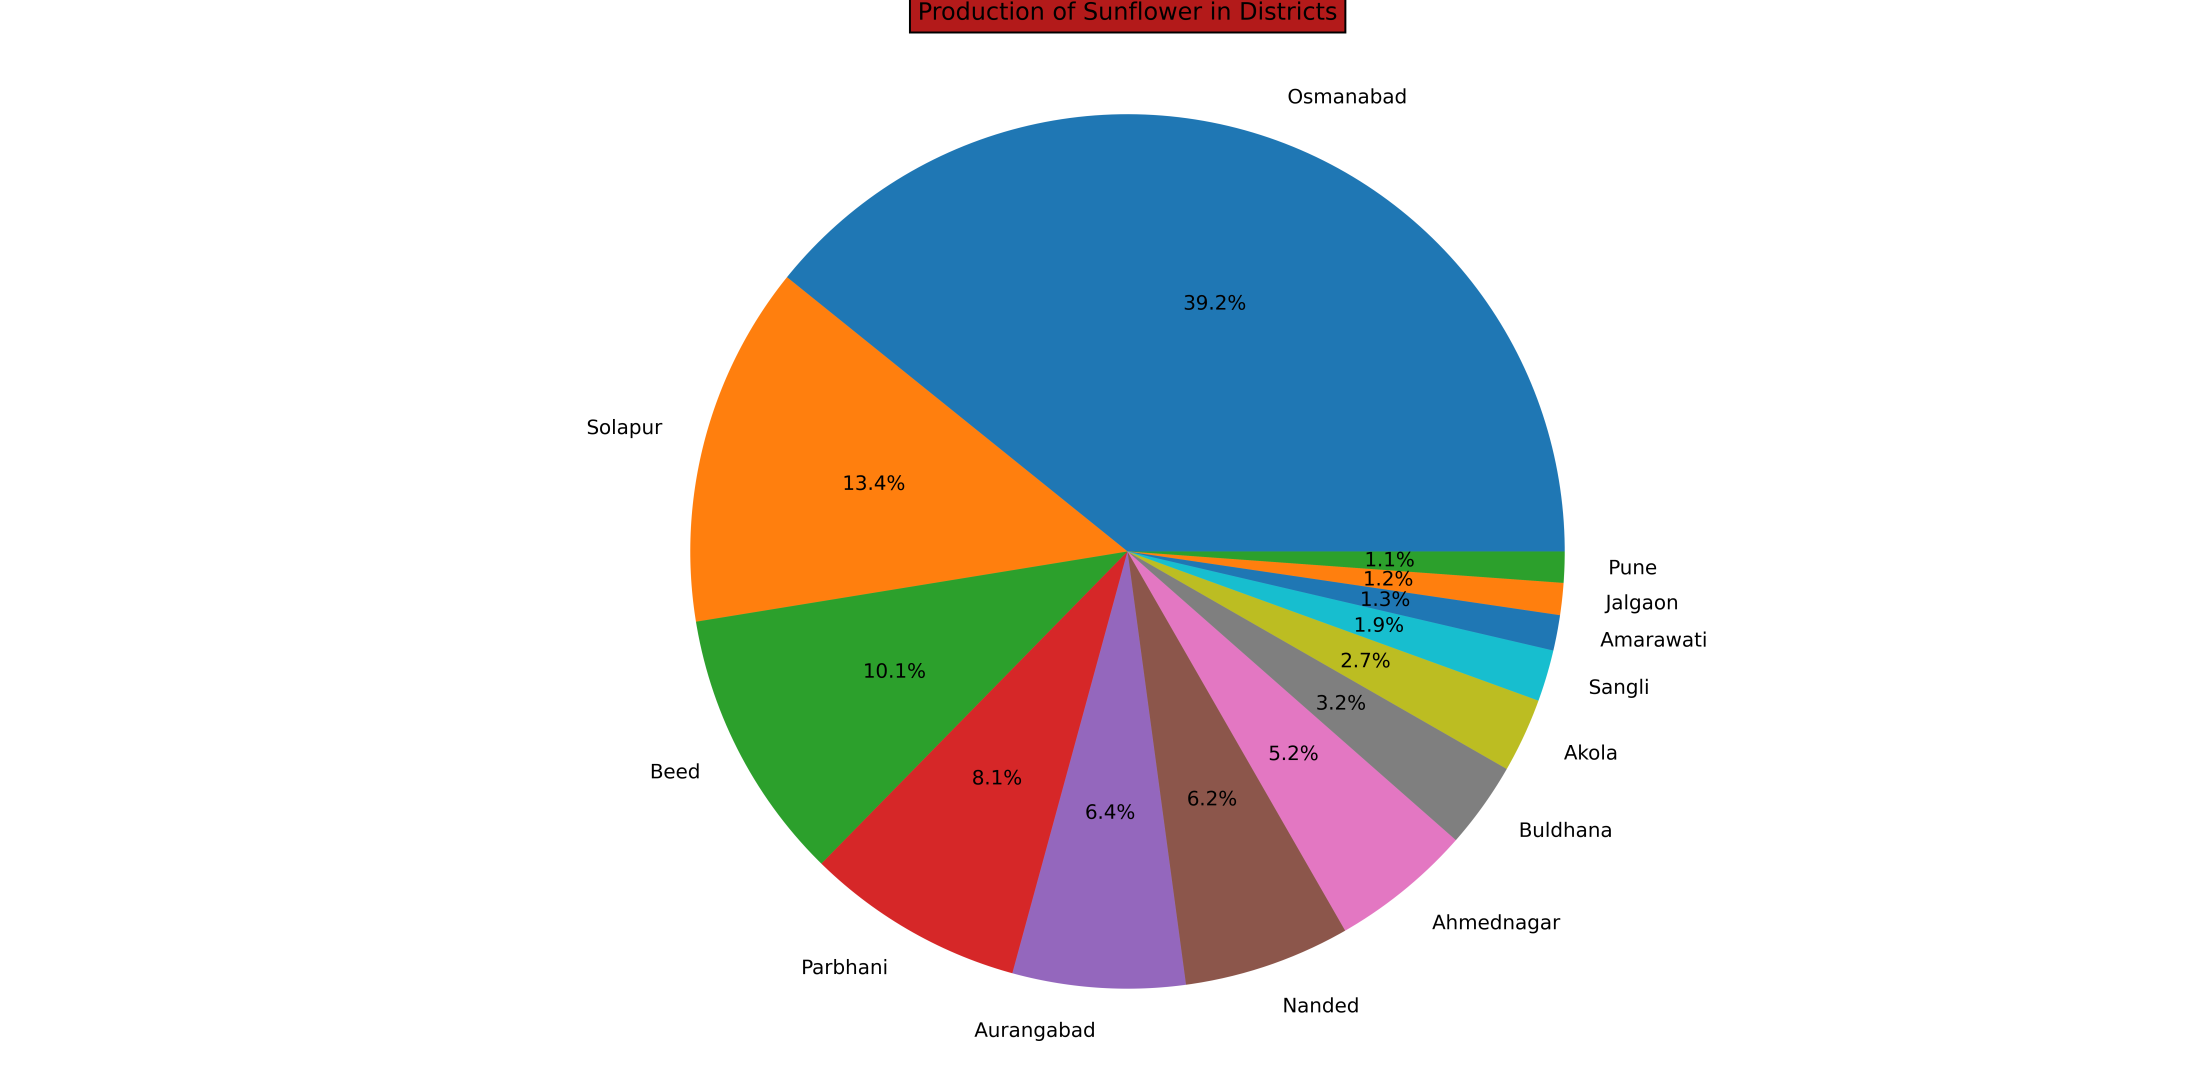 Production of Sunflower in Districts
Osmanabad
39.2%
Solapur
13.4%
Beed
10.1%
Parbhani
8.1%
Aurangabad
6.4%
Nanded
6.2%
Ahmednagar
5.2%
Buldhana
3.2%
Akola
2.7%
Sangli
1.9%
Amarawati
1.3%
Jalgaon
1.2%
Pune
1.1%